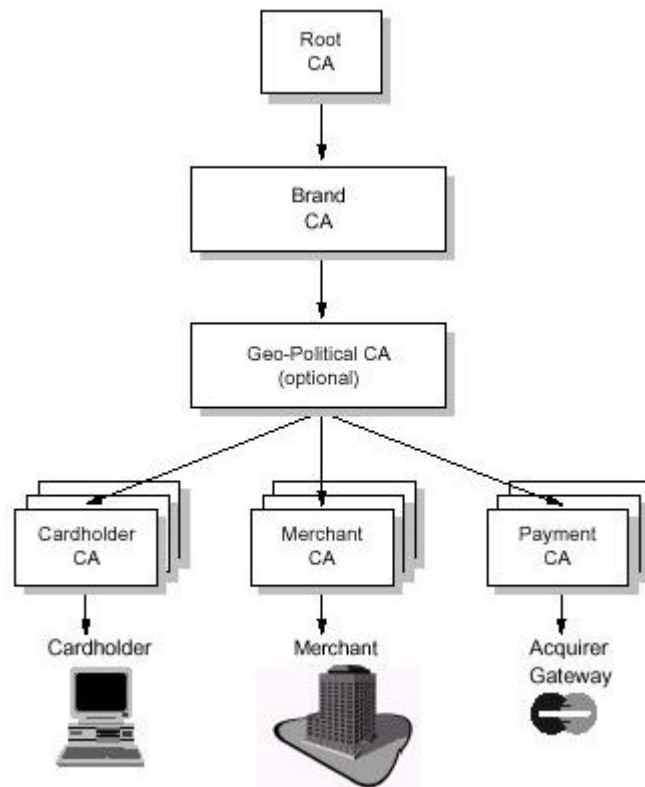 Root
CA
Brand
CA
Geo-Political CA
(optional)
Cardholder
CA
Merchant
CA
Payment
CA
Cardholder
Merchant
Acquirer
Gateway